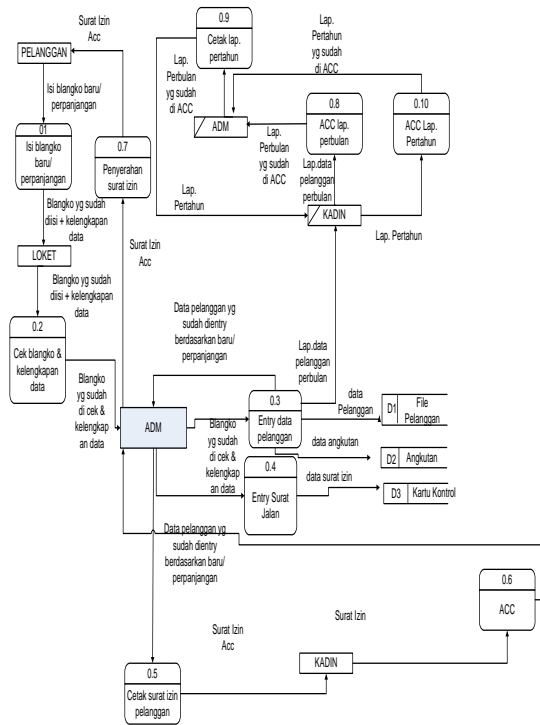 Surat Izin
Acc
PELANGGAN
Isi blangko baru/
perpanjangan
01
Isi blangko
baru/
perpanjangan
Blangko yg sudah
diisi + kelengkapan
data
LOKET
Blangko yg sudah
diisi + kelengkapan
data
0.2
Cek blangko &
kelengkapan
data
Blangko
yg sudah
di cek &
kelengkap
an data
0.7
Penyerahan
surat izin
Surat Izin
Acc
0.9
Cetak lap.
pertahun
Lap.
Perbulan
yg sudah
di ACC
Lap.
Pertahun
yg sudah
di ACC
ADM
Lap.
Perbulan
yg sudah
di ACC
0.8
ACC lap.
perbulan
0.10
ACC Lap.
Pertahun
Lap.data
pelanggan
perbulan
Lap.
Pertahun
KADIN
Lap. Pertahun
Data pelanggan yg
sudah dientry
berdasarkan baru/
perpanjangan
Lap.data
pelanggan
perbulan
ADM
Blangko
yg sudah
di cek &
kelengkap
an data
0.3
Entry data
pelanggan
data
Pelanggan
D1
File
Pelanggan
data angkutan
D2
Angkutan
0.4
Entry Surat
Jalan
data surat izin
D3
Kartu Kontrol
Data pelanggan yg
sudah dientry
berdasarkan baru/
perpanjangan
0.6
ACC
Surat Izin
Surat Izin
Acc
KADIN
0.5
Cetak surat izin
pelanggan